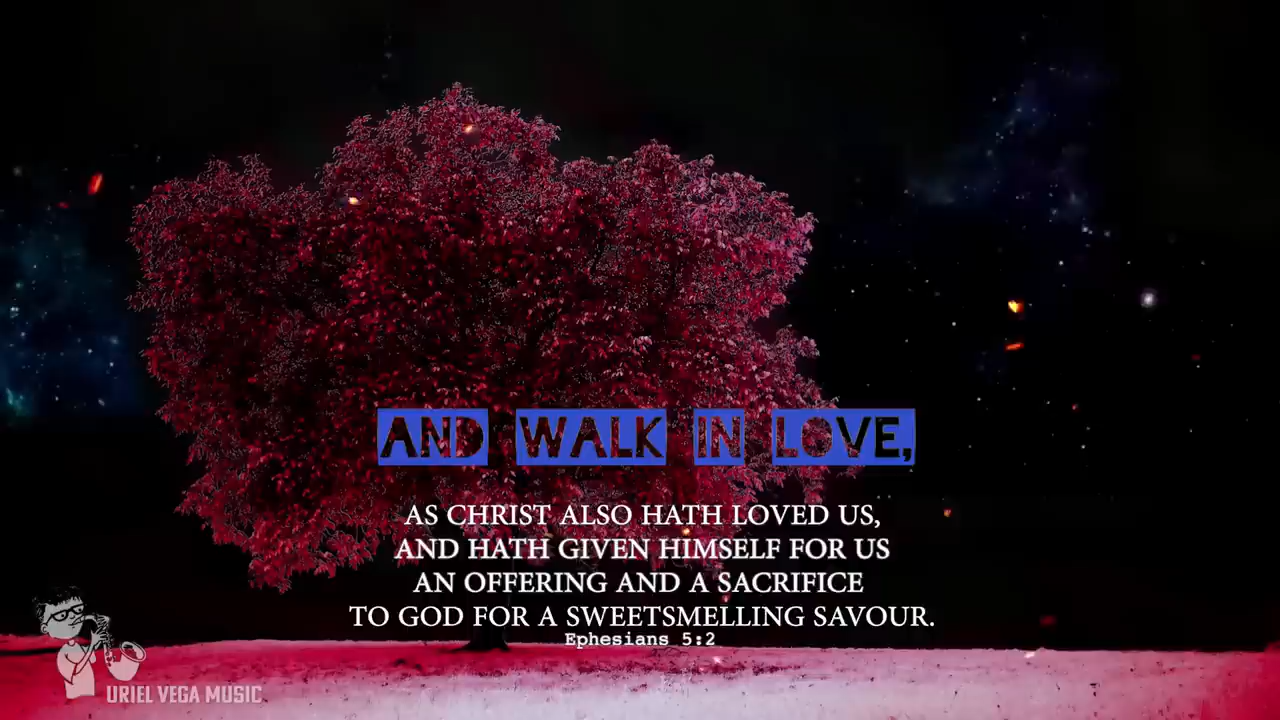 AND WALK IN LOVE,
AS CHRIST ALSO HATH LOVED US,
AND HATH GIVEN HIMSELF FOR US
AN OFFERING AND A SACRIFICE
TO GOD FOR A SWEETSMELLING SAVOUR.
Ephesians 5:2
URIEL VEGA MUSIC